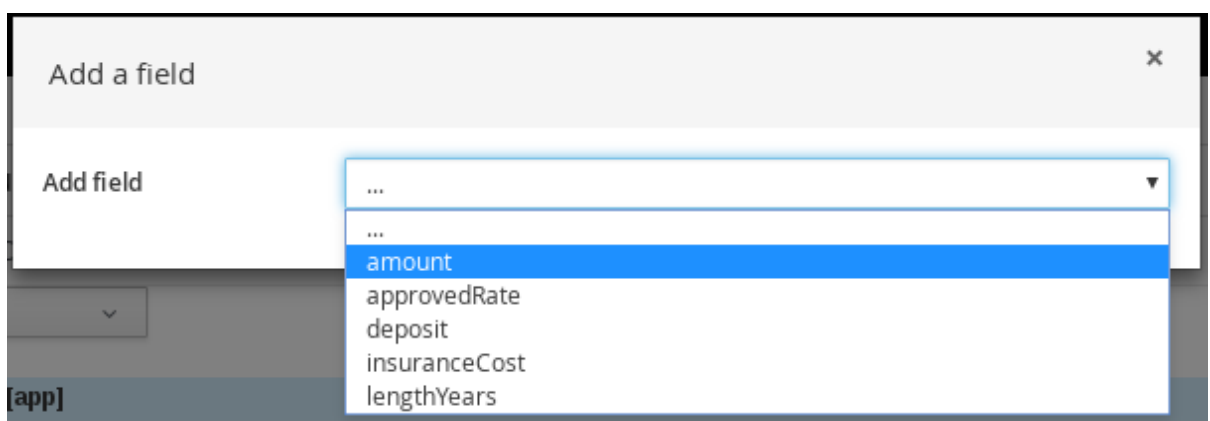 Add a field ×
Add field
...
...
amount
approvedRate
deposit
insuranceCost
lengthYears
[app]